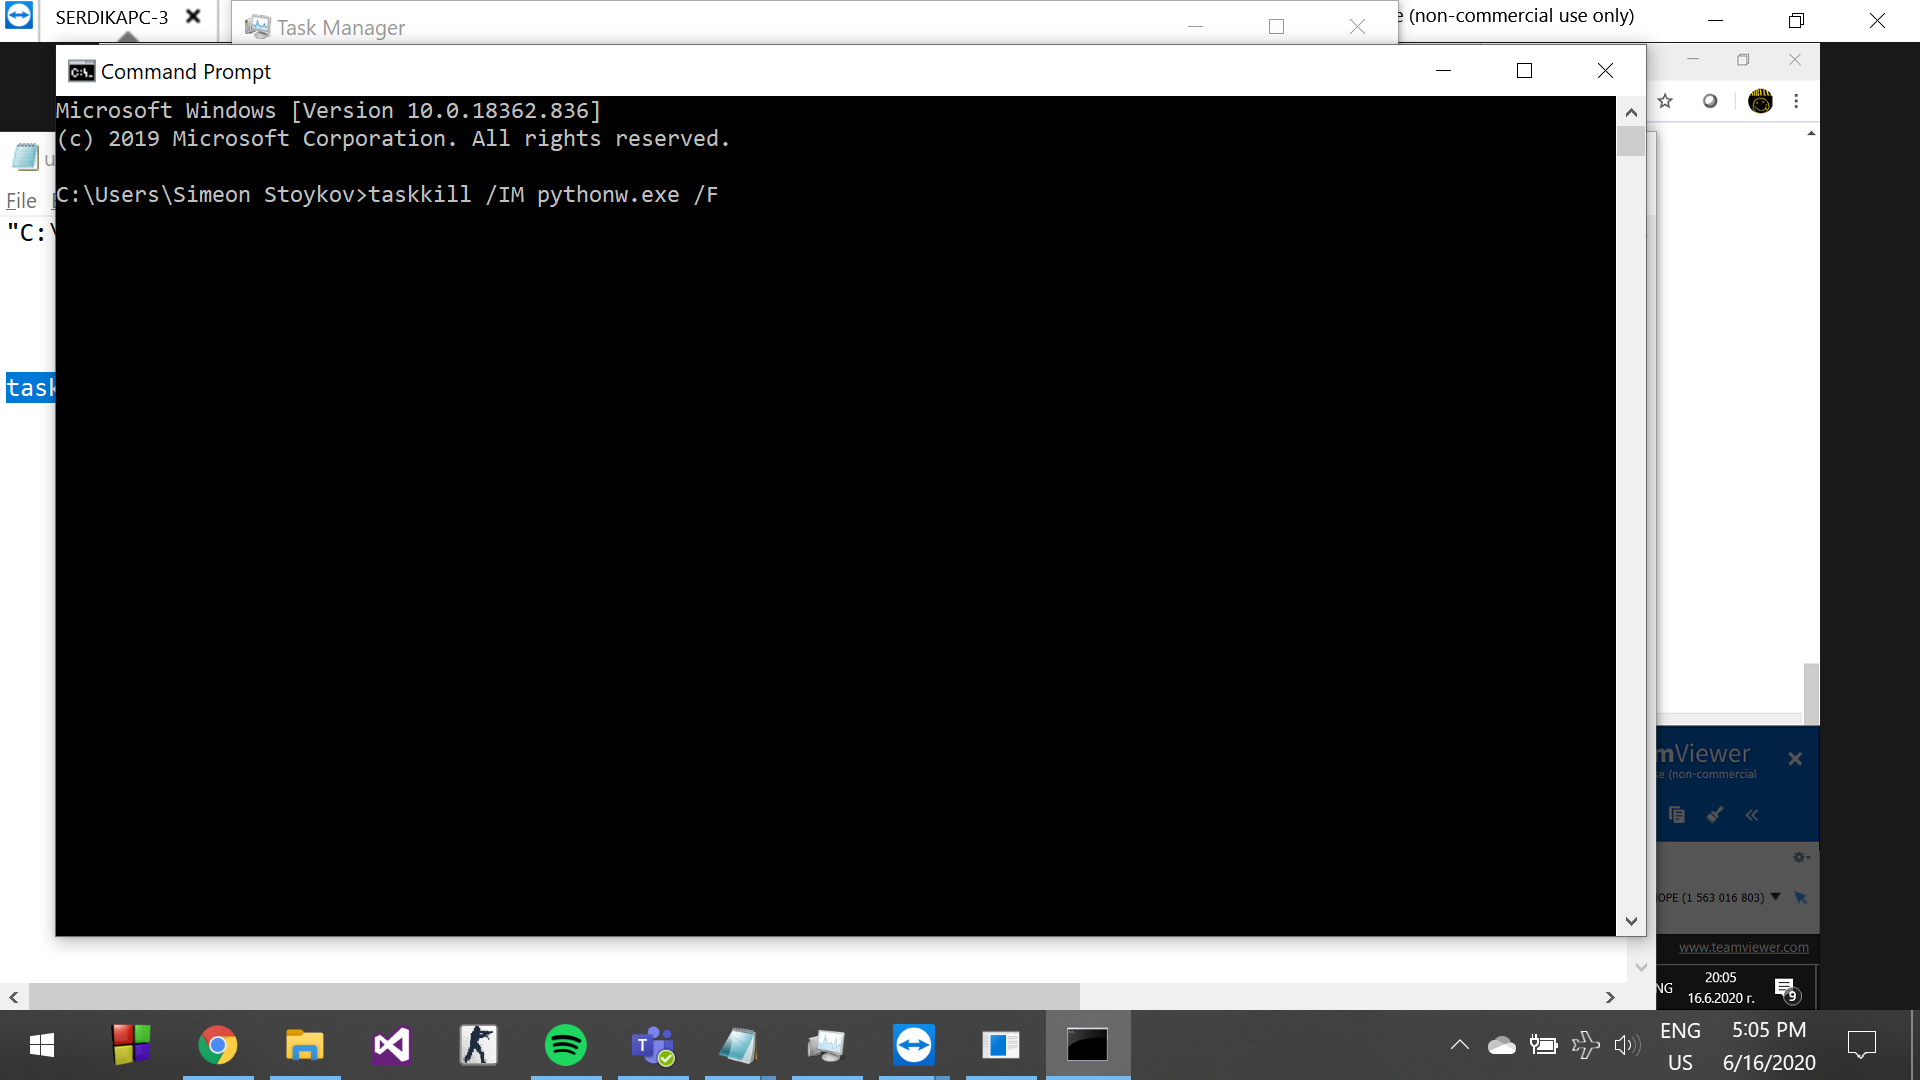 SERDIKAPC-3
Task Manager
(non-commercial use only)
Command Prompt
Microsoft Windows [Version 10.0.18362.836]
(c) 2019 Microsoft Corporation. All rights reserved.
C:\Users\Simeon Stoykov>taskkill /IM pythonw.exe /F
File
"C:\
task
mViewer
(non-commercial
(1 563 016 803)
www.teamviewer.com
20:05
NG
16.6.2020 г.
9
ENG
5:05 PM
US
6/16/2020